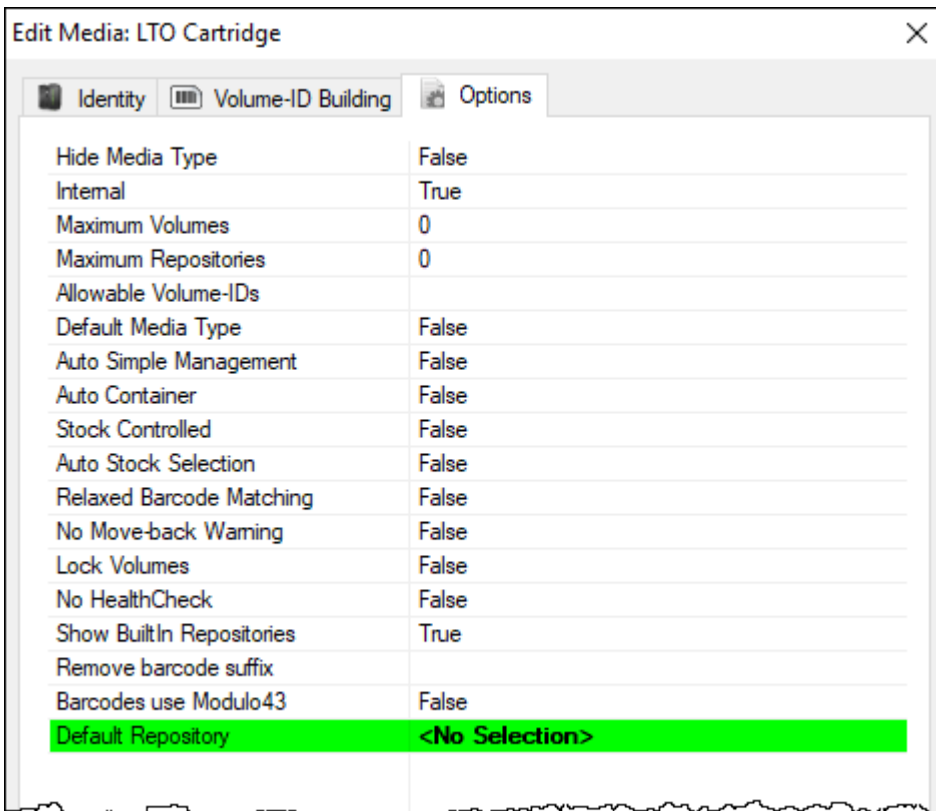 Edit Media: LTO Cartridge
Identity Volume-ID Building Options
Hide Media Type False
Internal True
Maximum Volumes 0
Maximum Repositories 0
Allowable Volume-IDs
Default Media Type False
Auto Simple Management False
Auto Container False
Stock Controlled False
Auto Stock Selection False
Relaxed Barcode Matching False
No Move-back Warning False
Lock Volumes False
No HealthCheck False
Show BuiltIn Repositories True
Remove barcode suffix
Barcodes use Modulo43 False
Default Repository <No Selection>